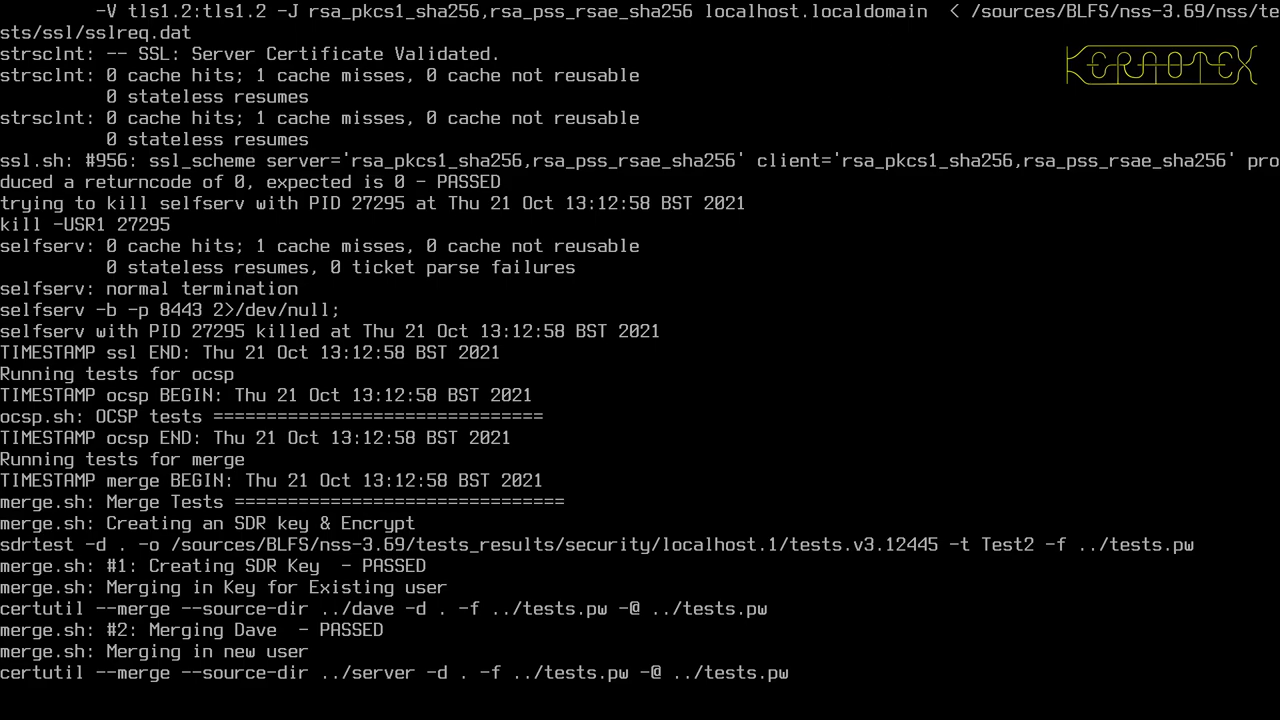 -V tls1.2:tls1.2 -J rsa_pkcs1_sha256,rsa_pss_rsae_sha256 localhost.localdomain  < /sources/BLFS/nss-3.69/nss/te
sts/ssl/sslreq.dat
strsclnt: -- SSL: Server Certificate Validated.
strsclnt: 0 cache hits; 1 cache misses, 0 cache not reusable
0 stateless resumes
strsclnt: 0 cache hits; 1 cache misses, 0 cache not reusable
0 stateless resumes
ssl.sh: #956: ssl_scheme server='rsa_pkcs1_sha256,rsa_pss_rsae_sha256' client='rsa_pkcs1_sha256,rsa_pss_rsae_sha256' pro
duced a returncode of 0, expected is 0 - PASSED
trying to kill selfserv with PID 27295 at Thu 21 Oct 13:12:58 BST 2021
kill -USR1 27295
selfserv: 0 cache hits; 1 cache misses, 0 cache not reusable
0 stateless resumes, 0 ticket parse failures
selfserv: normal termination
selfserv -b -p 8443 2>/dev/null;
selfserv with PID 27295 killed at Thu 21 Oct 13:12:58 BST 2021
TIMESTAMP ssl END: Thu 21 Oct 13:12:58 BST 2021
Running tests for ocsp
TIMESTAMP ocsp BEGIN: Thu 21 Oct 13:12:58 BST 2021
ocsp.sh: OCSP tests ===============================
TIMESTAMP ocsp END: Thu 21 Oct 13:12:58 BST 2021
Running tests for merge
TIMESTAMP merge BEGIN: Thu 21 Oct 13:12:58 BST 2021
merge.sh: Merge Tests ===============================
merge.sh: Creating an SDR key & Encrypt
sdrtest -d . -o /sources/BLFS/nss-3.69/tests_results/security/localhost.1/tests.v3.12445 -t Test2 -f ../tests.pw
merge.sh: #1: Creating SDR Key  - PASSED
merge.sh: Merging in Key for Existing user
certutil --merge --source-dir ../dave -d . -f ../tests.pw -@ ../tests.pw
merge.sh: #2: Merging Dave  - PASSED
merge.sh: Merging in new user
certutil --merge --source-dir ../server -d . -f ../tests.pw -@ ../tests.pw